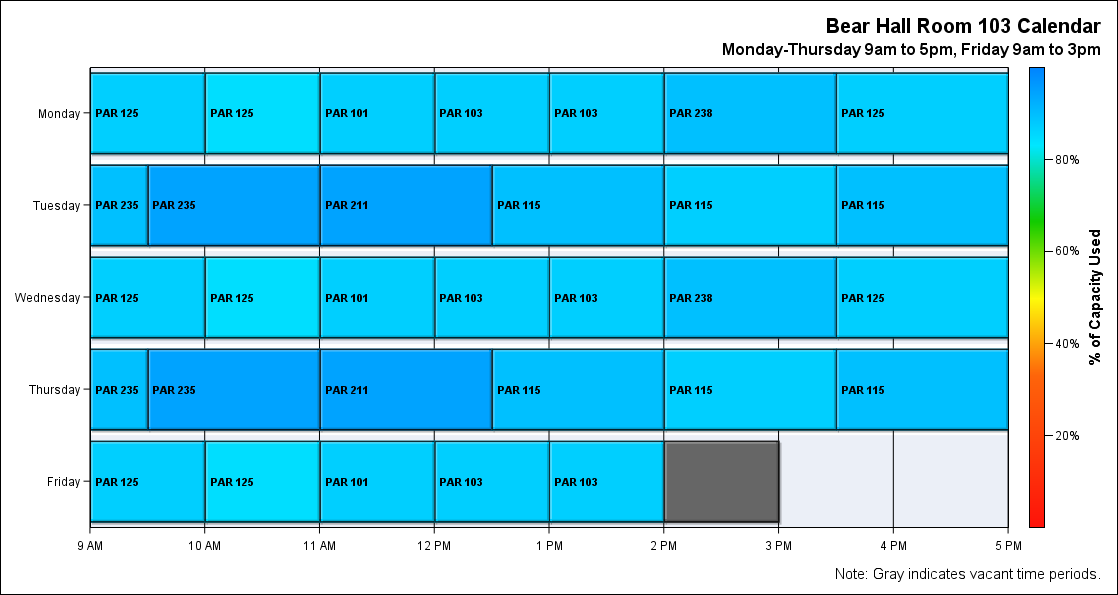 Bear Hall Room 103 Calendar
Monday-Thursday 9am to 5pm, Friday 9am to 3pm
Monday
PAR 125
PAR 125
PAR 101
PAR 103
PAR 103
PAR 238
PAR 125
Tuesday
PAR 235
PAR 235
PAR 211
PAR 115
PAR 115
PAR 115
Wednesday
PAR 125
PAR 125
PAR 101
PAR 103
PAR 103
PAR 238
PAR 125
Thursday
PAR 235
PAR 235
PAR 211
PAR 115
PAR 115
PAR 115
Friday
PAR 125
PAR 125
PAR 101
PAR 103
PAR 103
9 AM
10 AM
11 AM
12 PM
1 PM
2 PM
3 PM
4 PM
5 PM
80%
60%
40%
20%
% of Capacity Used
Note: Gray indicates vacant time periods.